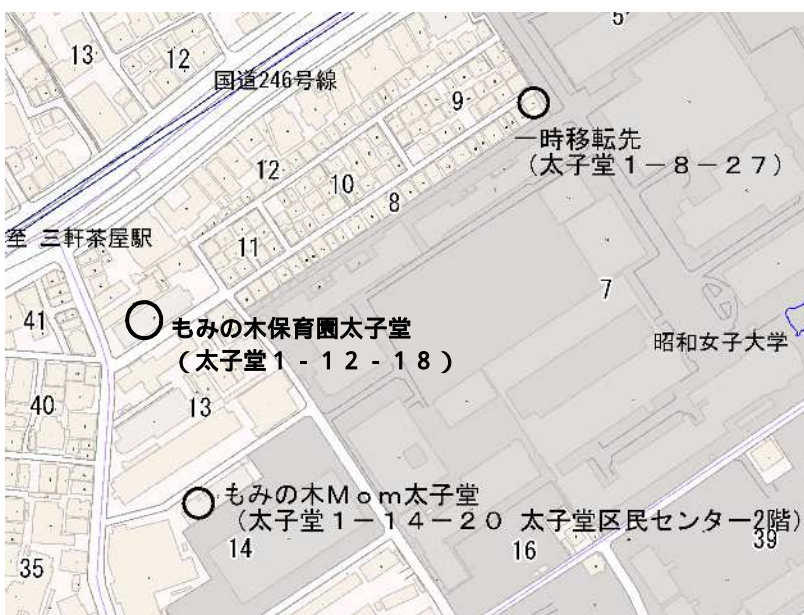 5
13
12
国道246号線
9
一時移転先
(太子堂1-8-27)
12
10
8
至 三軒茶屋駅
11
7
41
もみの木保育園太子堂
(太子堂1-12-18)
昭和女子大学
40
13
もみの木Mom太子堂
(太子堂1-14-20 太子堂区民センター2階)
14
16
39
35